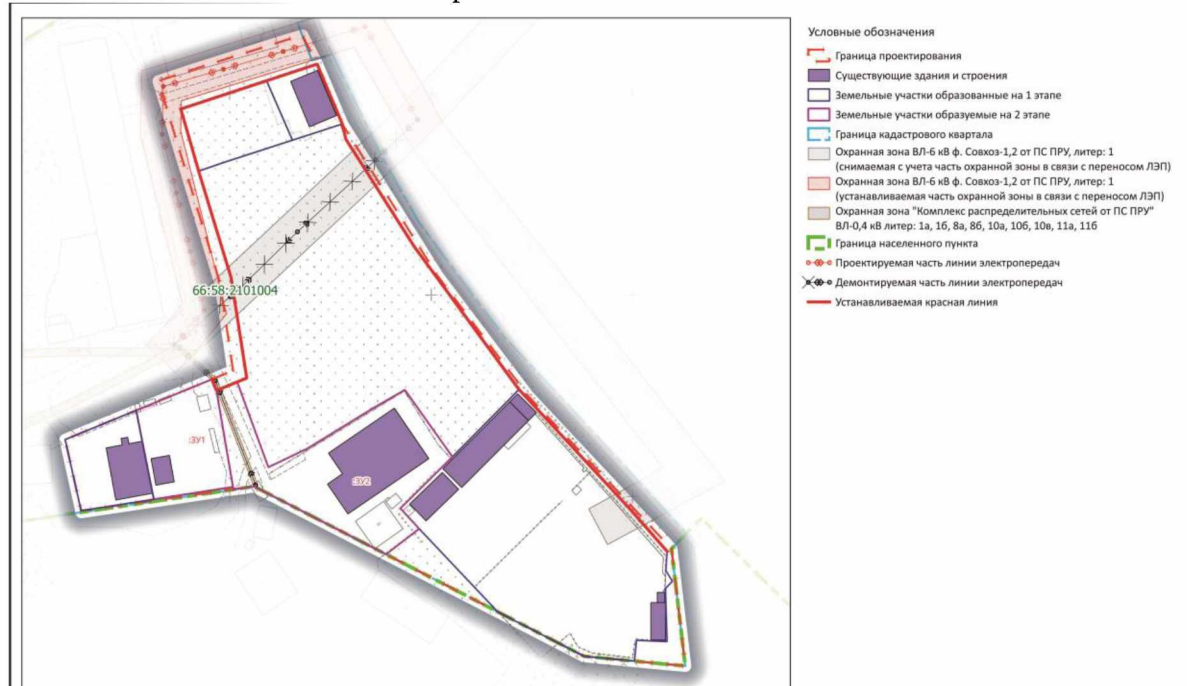 66:58:2101004
:ЗУ1
:ЗУ2
Условные обозначения
Граница проектирования
Существующие здания и строения
Земельные участки образованные на 1 этапе
Земельные участки образуемые на 2 этапе
Граница кадастрового квартала
Охранная зона ВЛ-6 кВ ф. Совхоз-1,2 от ПС ПРУ, литер: 1
(снимаемая с учета часть охранной зоны в связи с переносом ЛЭП)
Охранная зона ВЛ-6 кВ ф. Совхоз-1,2 от ПС ПРУ, литер: 1
(устанавливаемая часть охранной зоны в связи с переносом ЛЭП)
Охранная зона "Комплекс распределительных сетей от ПС ПРУ"
ВЛ-0,4 кВ литер: 1а, 1б, 8а, 8б, 10а, 10б, 10в, 11а, 11б
Граница населенного пункта
Проектируемая часть линии электропередач
Демонтируемая часть линии электропередач
Устанавливаемая красная линия